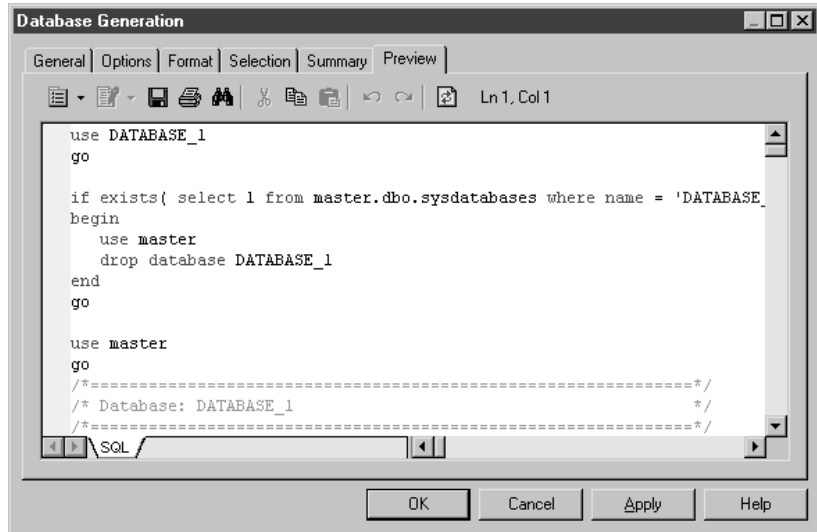 Database Generation
General Options Format Selection Summary Preview
Ln 1, Col 1
use DATABASE_1
go
if exists( select 1 from master.dbo.sysdatabases where name = 'DATABASE_
begin
use master
drop database DATABASE_1
end
go
use master
go
/*==============================================================*/
/* Database: DATABASE_1 */
/*==============================================================*/
SQL
OK Cancel Apply Help